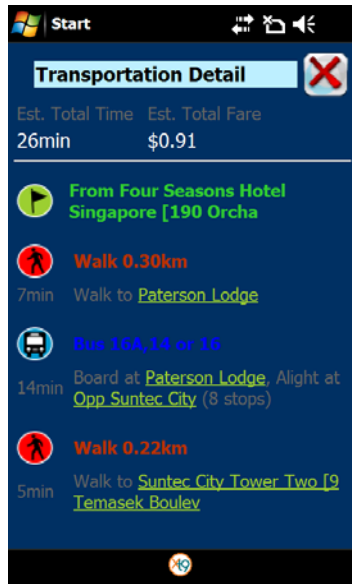 Start
Transportation Detail
Est. Total Time Est. Total Fare
26min $0.91
From Four Seasons Hotel
Singapore [190 Orcha
Walk 0.30km
7min Walk to Paterson Lodge
Bus 16A,14 or 16
14min Board at Paterson Lodge, Alight at
Opp Suntec City (8 stops)
Walk 0.22km
5min Walk to Suntec City Tower Two [9
Temasek Boulev